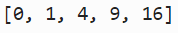 [0, 1, 4, 9, 16]